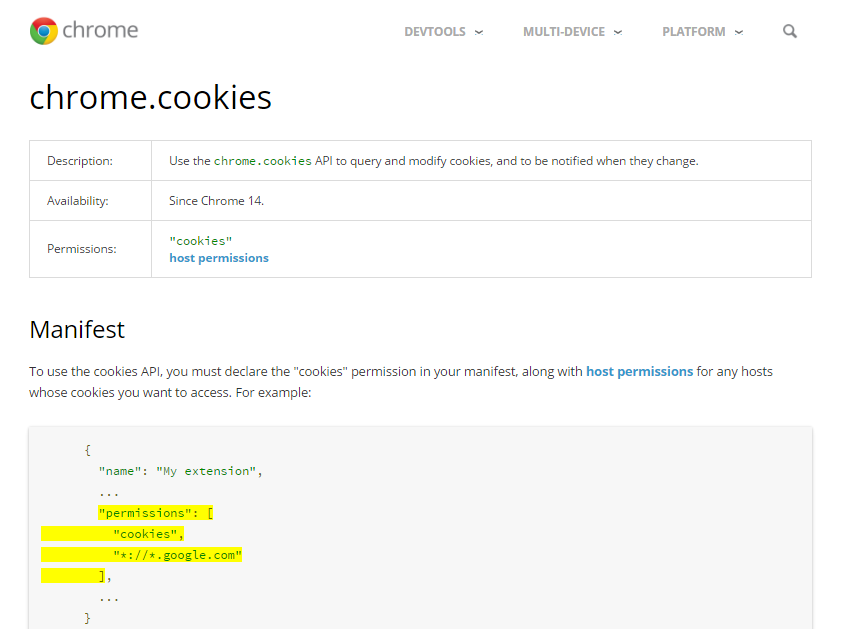 chrome
DEVTOOLS MULTI-DEVICE PLATFORM
chrome.cookies
Description: Use the chrome.cookies API to query and modify cookies, and to be notified when they change.
Availability: Since Chrome 14.
Permissions: "cookies"
host permissions
Manifest
To use the cookies API, you must declare the "cookies" permission in your manifest, along with host permissions for any hosts
whose cookies you want to access. For example:
{
"name": "My extension",
...
"permissions": [
"cookies",
"*://*.google.com"
],
...
}